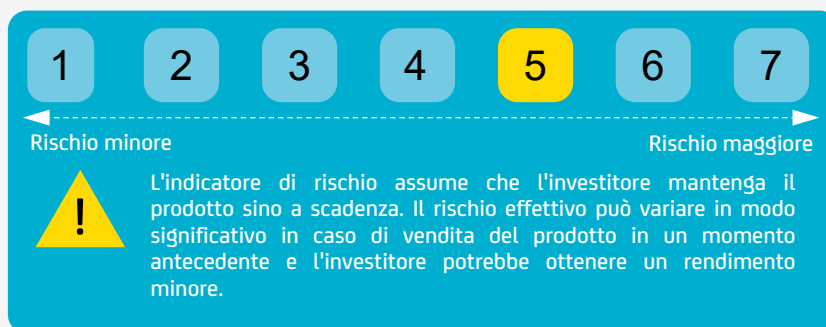 1 2 3 4 5 6 7
Rischio minore Rischio maggiore
!
L'indicatore di rischio assume che l'investitore mantenga il
prodotto sino a scadenza. Il rischio effettivo può variare in modo
significativo in caso di vendita del prodotto in un momento
antecedente e l'investitore potrebbe ottenere un rendimento
minore.